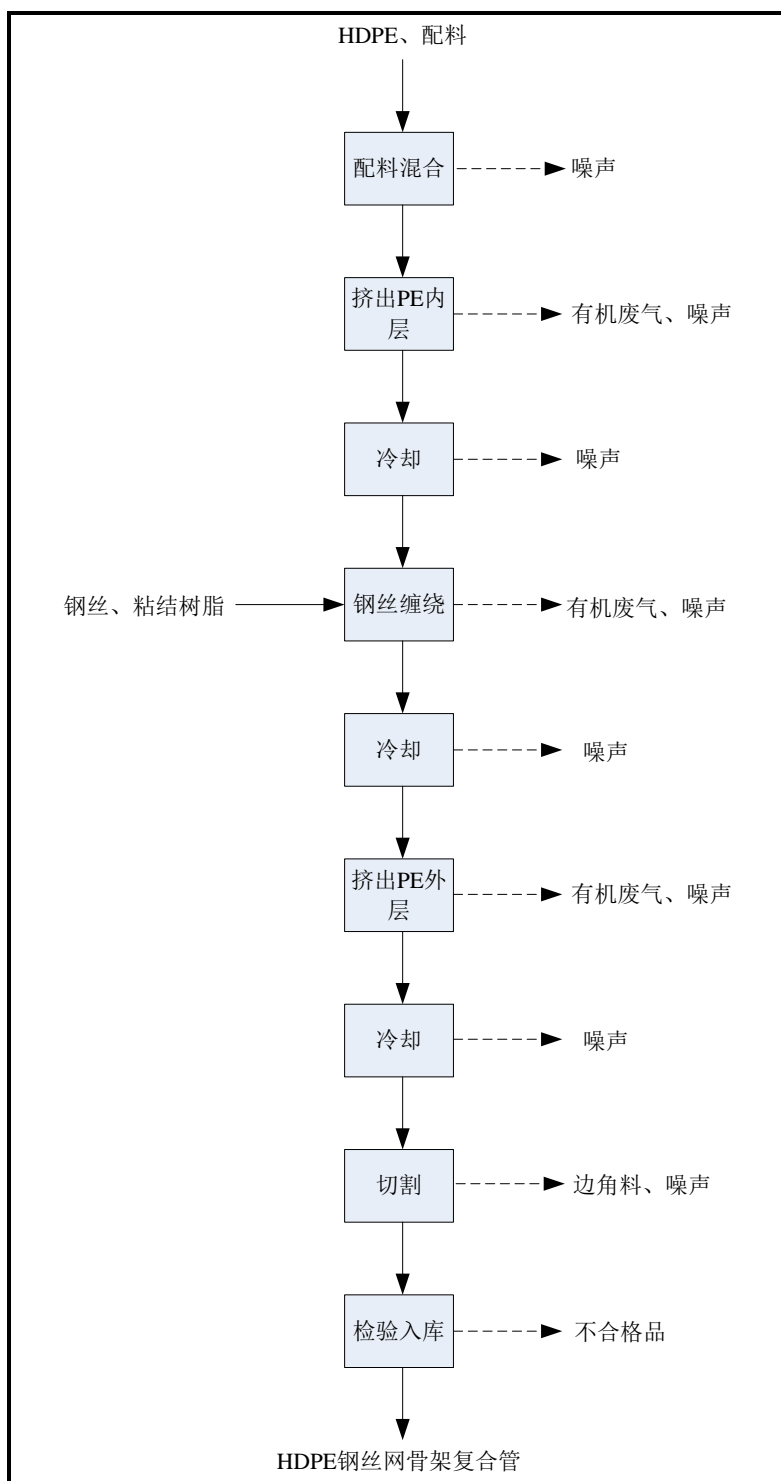 HDPE、配料
配料混合
噪声
挤出PE内
层
有机废气、噪声
冷却
噪声
钢丝、粘结树脂
钢丝缠绕
有机废气、噪声
冷却
噪声
挤出PE外
层
有机废气、噪声
冷却
噪声
切割
边角料、噪声
检验入库
不合格品
HDPE钢丝网骨架复合管